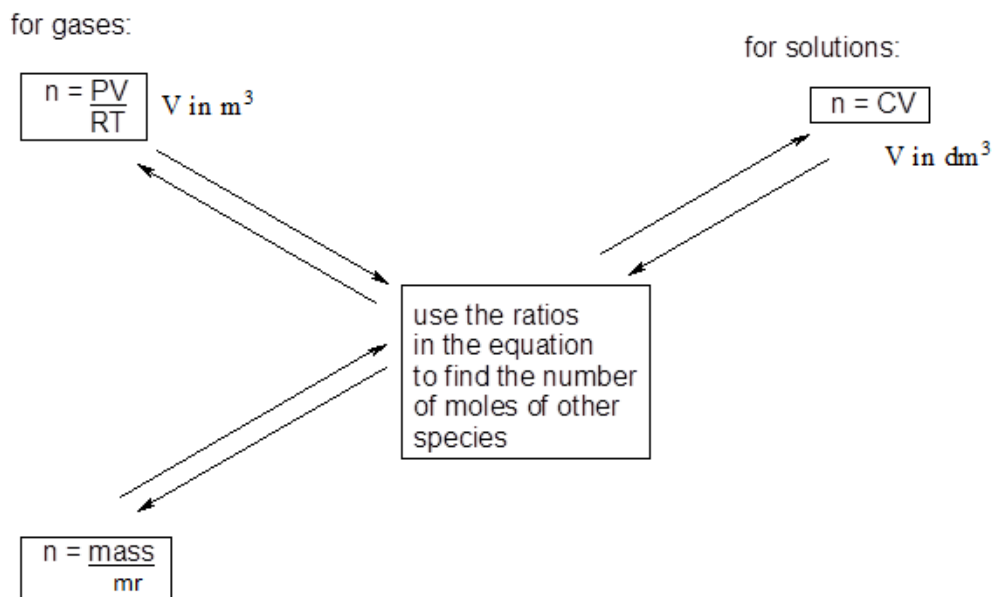 for gases:
n = PV
RT
V in m³
for solutions:
n = CV
V in dm³
use the ratios
in the equation
to find the number
of moles of other
species
n = mass
mr